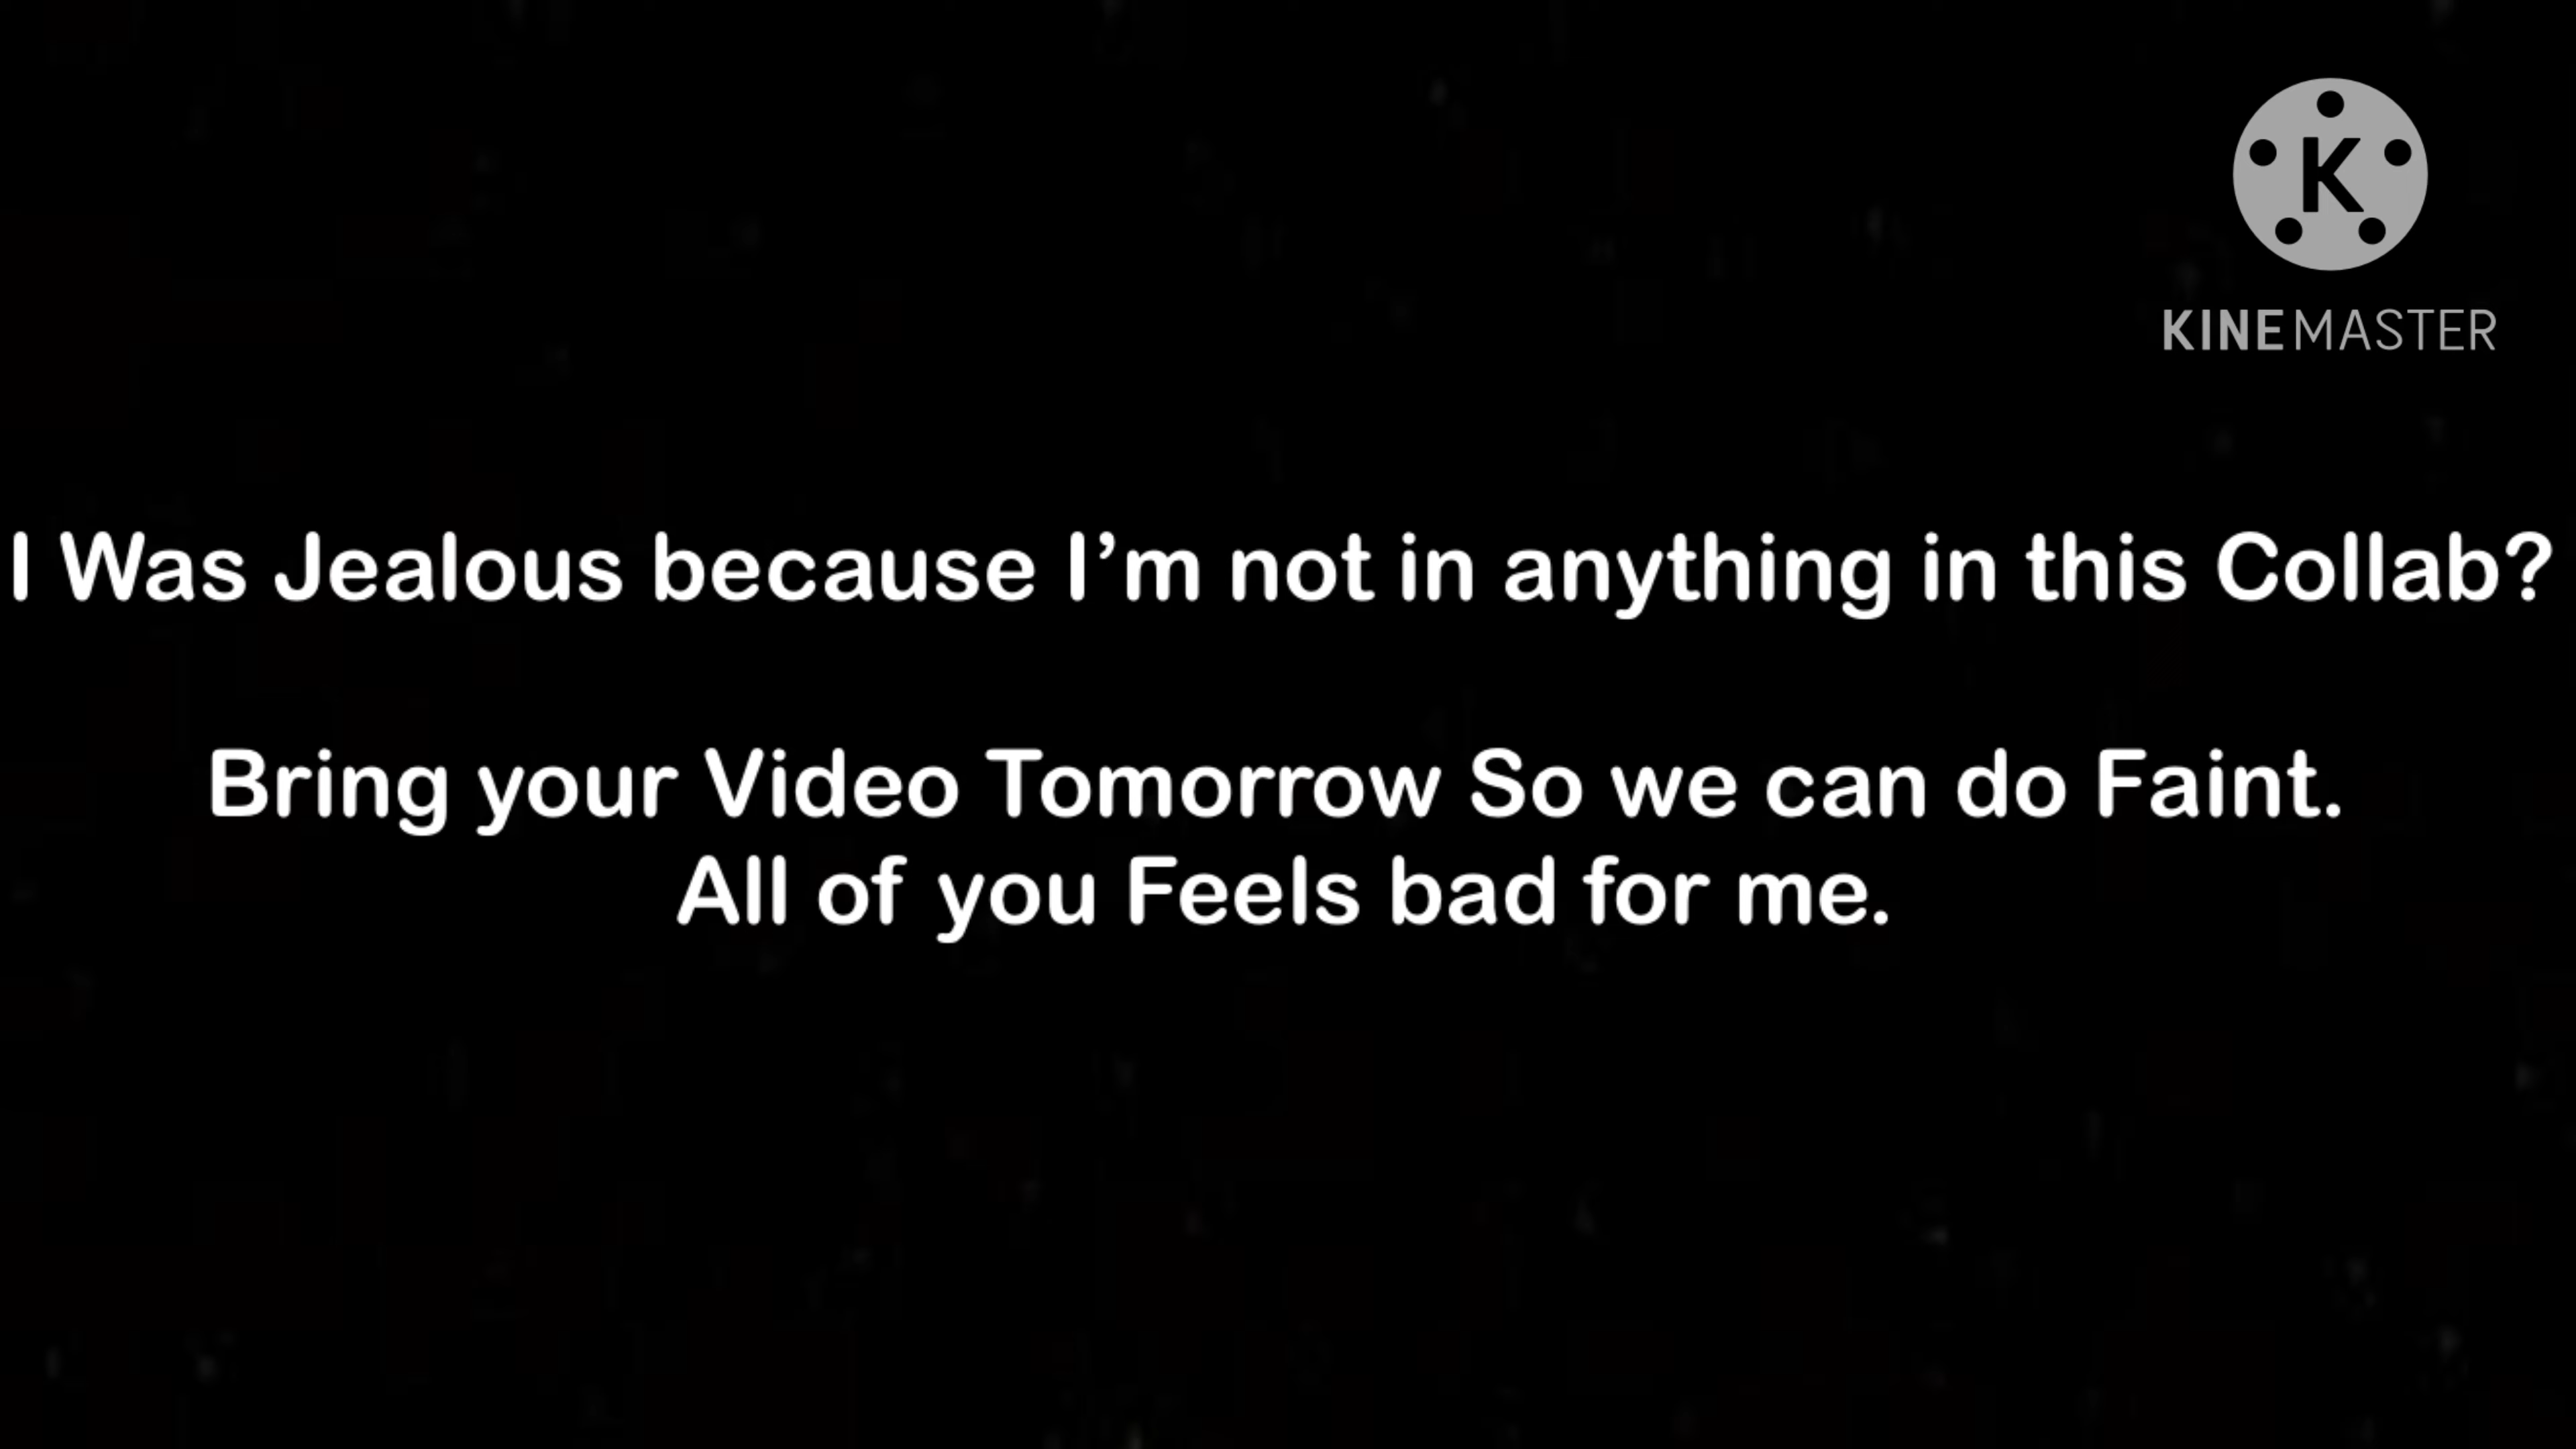 K
KINEMASTER
I Was Jealous because I’m not in anything in this Collab?
Bring your Video Tomorrow So we can do Faint.
All of you Feels bad for me.